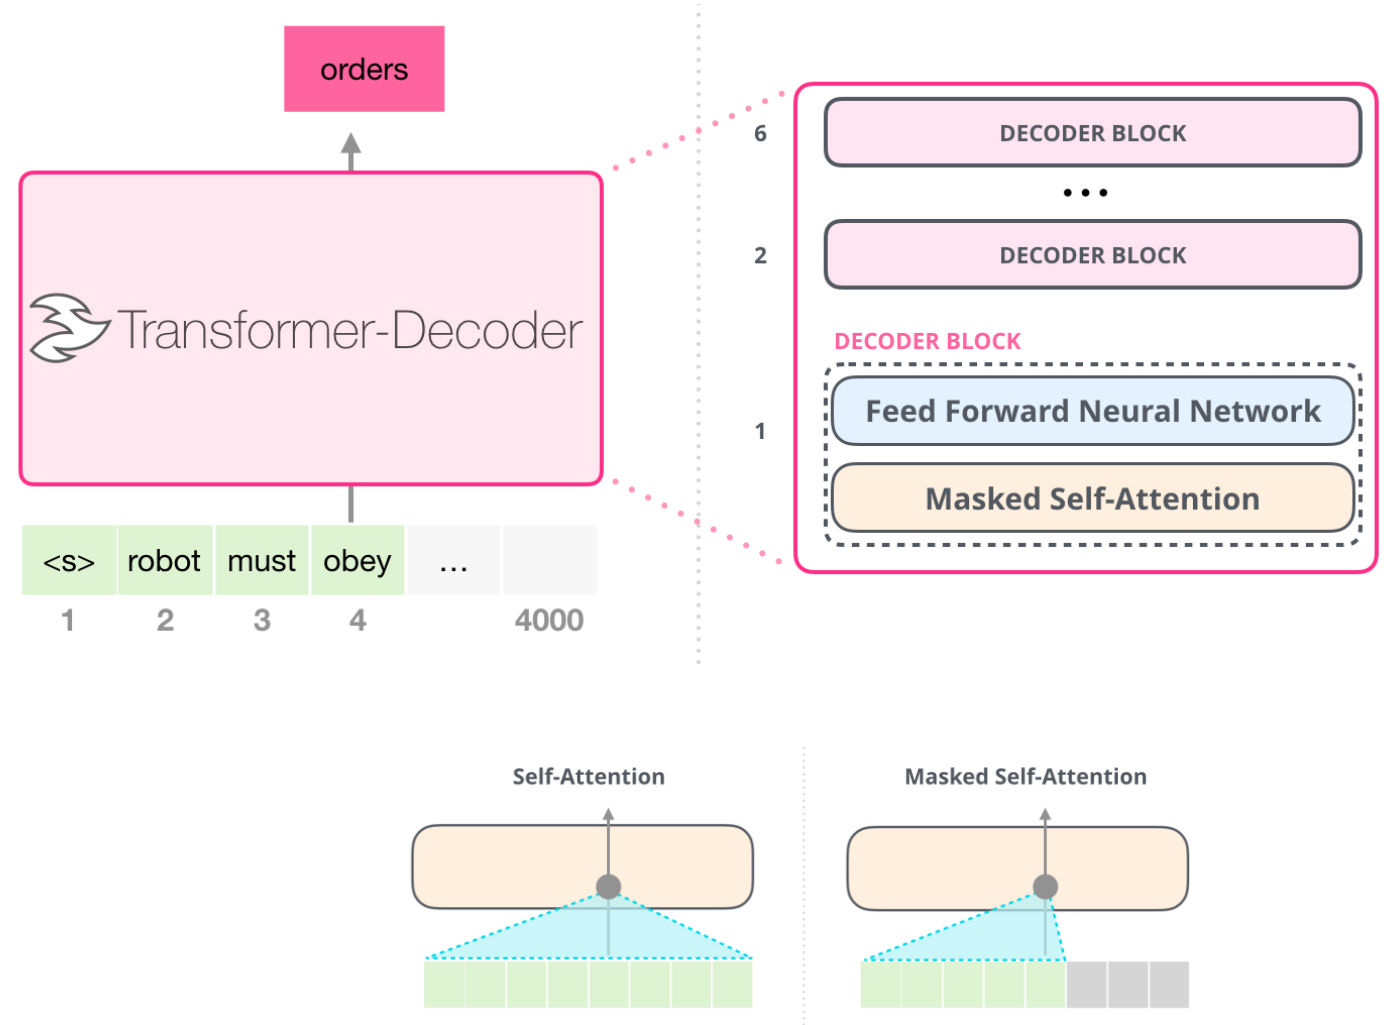 orders
Transformer-Decoder
<s> robot must obey ...
1 2 3 4 4000
6 DECODER BLOCK
...
2 DECODER BLOCK
DECODER BLOCK
1
Feed Forward Neural Network
Masked Self-Attention
Self-Attention
Masked Self-Attention